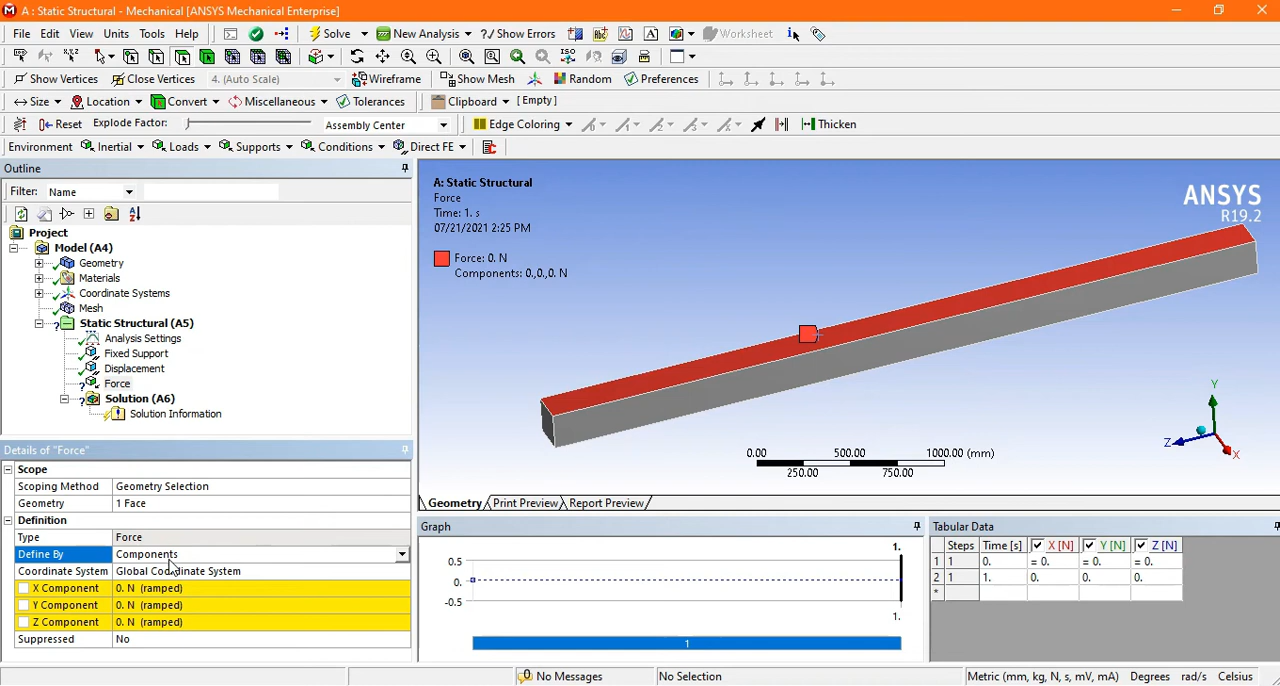 A : Static Structural - Mechanical [ANSYS Mechanical Enterprise]
File Edit View Units Tools Help Solve New Analysis ?/ Show Errors Worksheet
Show Vertices Close Vertices 4. (Auto Scale) Wireframe Show Mesh Random Preferences
Size Location Convert Miscellaneous Tolerances Clipboard [ Empty ]
Reset Explode Factor: Assembly Center Edge Coloring Thicken
Environment Inertial Loads Supports Conditions Direct FE
Outline
Filter: Name
Project
Model (A4)
Geometry
Materials
Coordinate Systems
Mesh
Static Structural (A5)
Analysis Settings
Fixed Support
Displacement
Force
Solution (A6)
Solution Information
Details of "Force"
Scope
Scoping Method Geometry Selection
Geometry 1 Face
Definition
Type Force
Define By Components
Coordinate System Global Coordinate System
X Component 0. N (ramped)
Y Component 0. N (ramped)
Z Component 0. N (ramped)
Suppressed No
A: Static Structural
Force
Time: 1. s
07/21/2021 2:25 PM
Force: 0. N
Components: 0.,0.,0. N
ANSYS
R19.2
0.00 500.00 1000.00 (mm)
250.00 750.00
Y
Z
X
Geometry Print Preview Report Preview
Graph
1.
0.5
0.
-0.5
1.
1
Tabular Data
Steps Time [s] X [N] Y [N] Z [N]
1 1 0. = 0. = 0. = 0.
2 1 1. 0. 0. 0.
*
0 No Messages No Selection Metric (mm, kg, N, s, mV, mA) Degrees rad/s Celsius